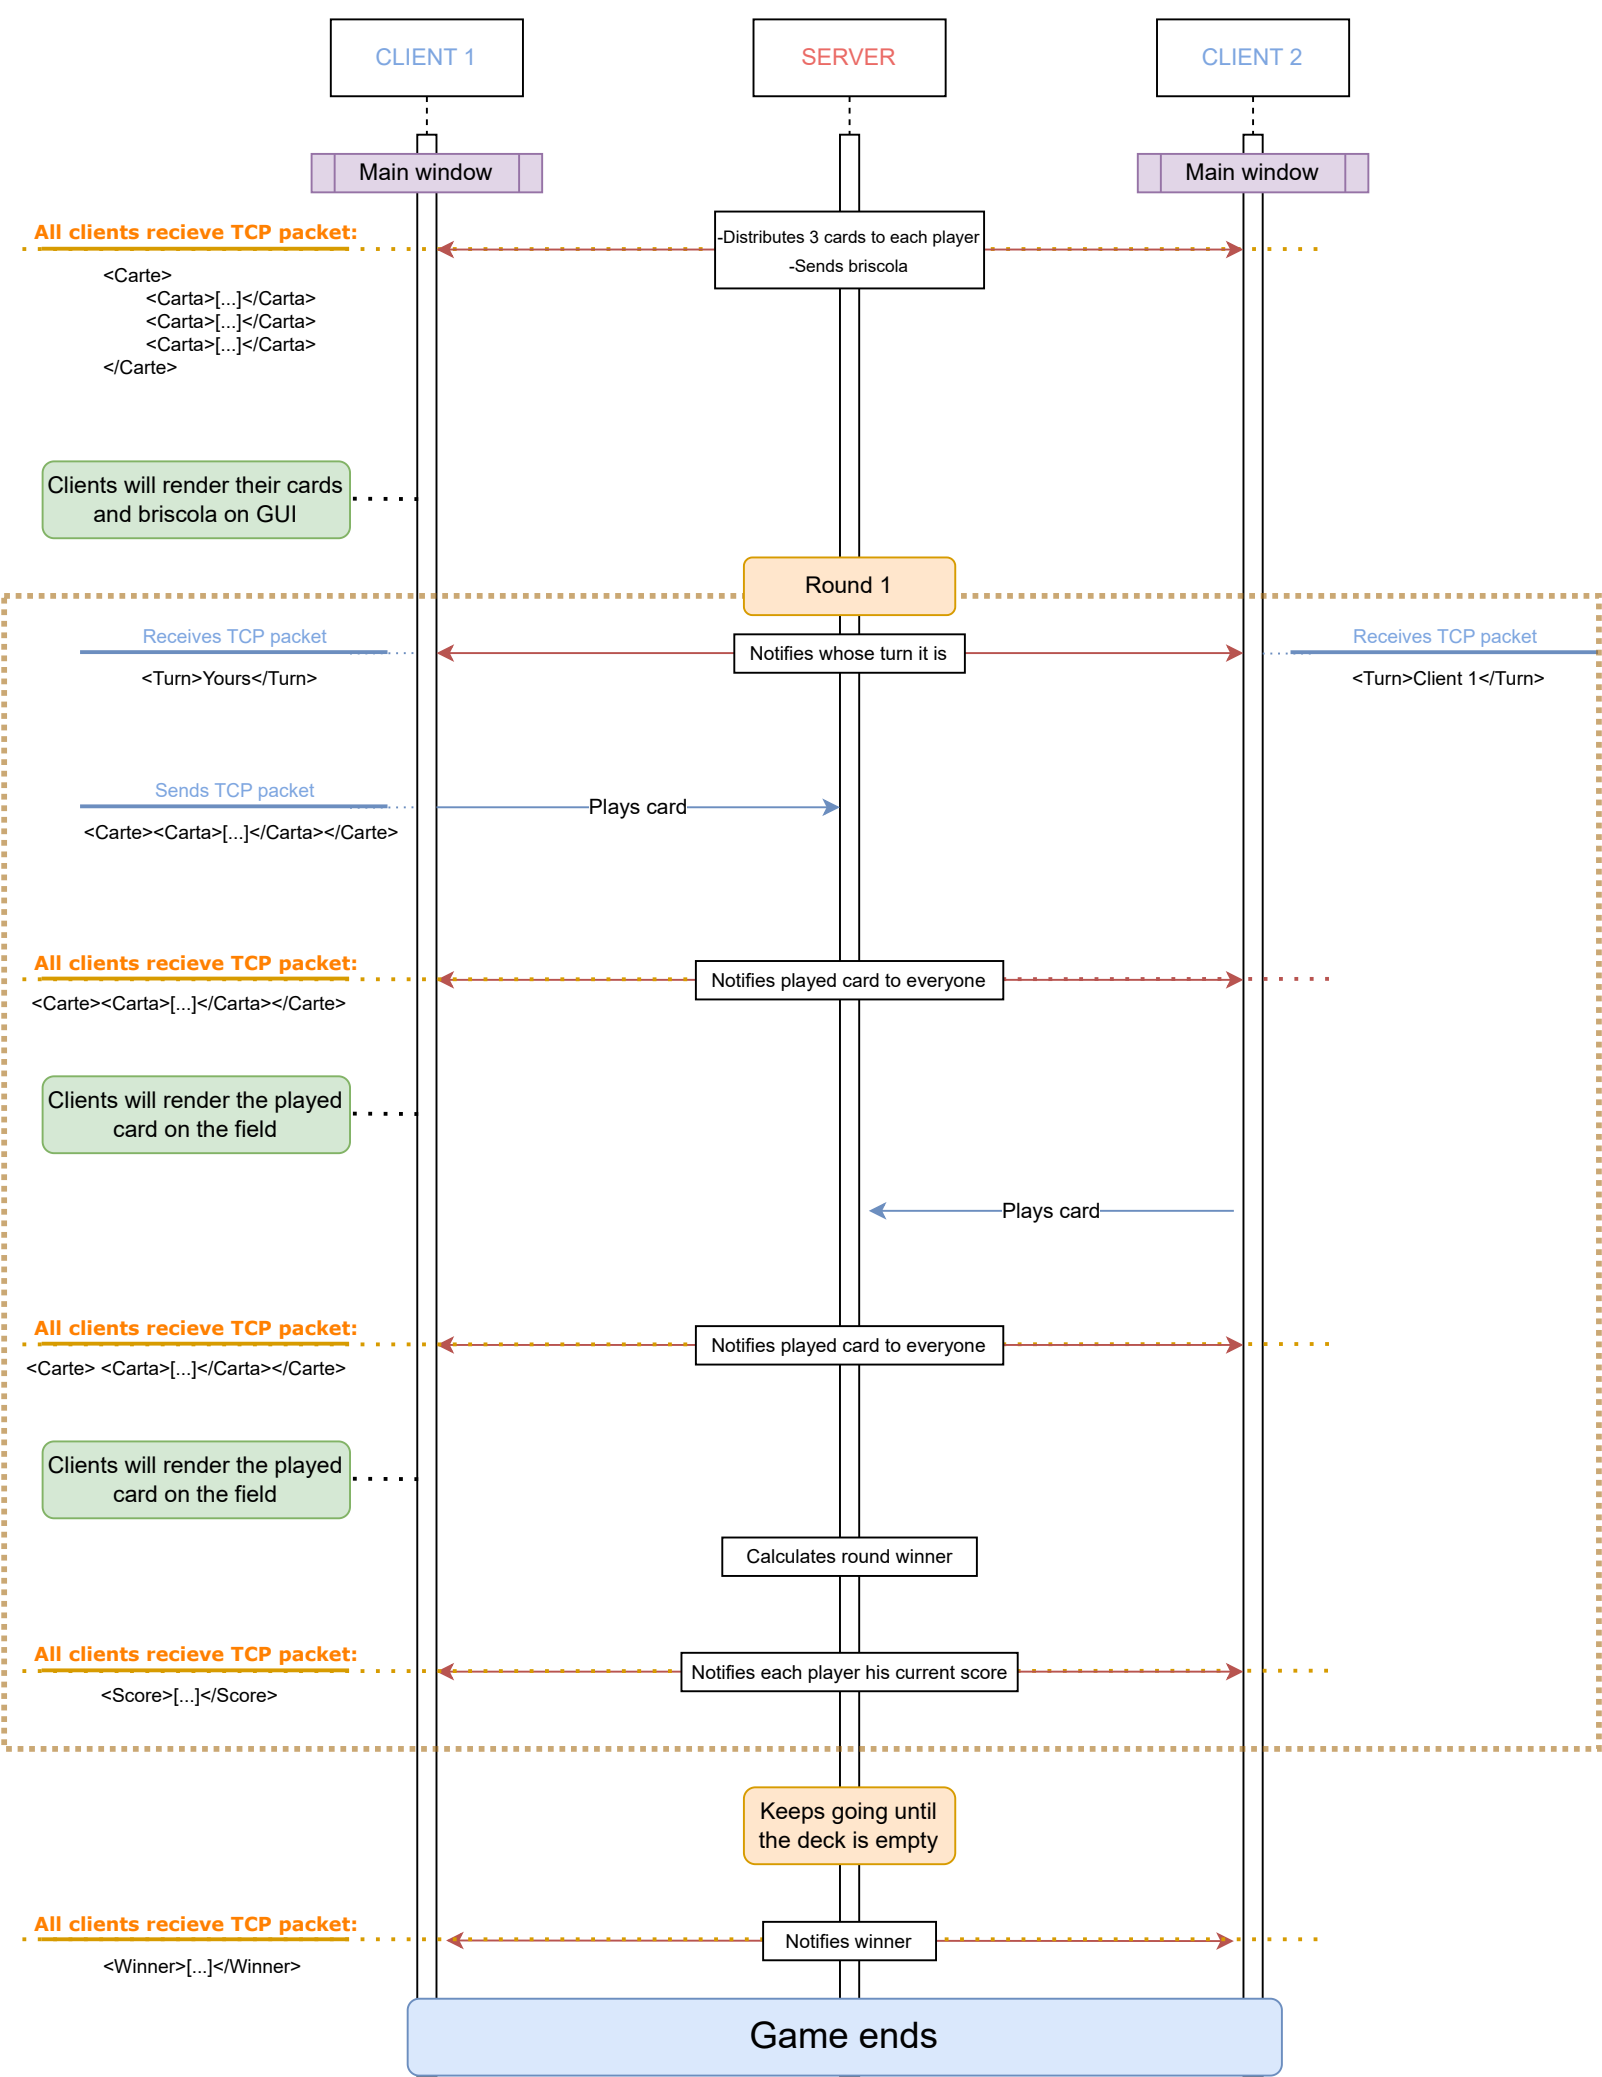 CLIENT 1
SERVER
CLIENT 2
Main window
Main window
All clients recieve TCP packet:
-Distributes 3 cards to each player
-Sends briscola
<Carte>
<Carta>[...]</Carta>
<Carta>[...]</Carta>
<Carta>[...]</Carta>
</Carte>
Clients will render their cards
and briscola on GUI
Round 1
Receives TCP packet
Notifies whose turn it is
Receives TCP packet
<Turn>Yours</Turn>
<Turn>Client 1</Turn>
Sends TCP packet
Plays card
<Carte><Carta>[...]</Carta></Carte>
All clients recieve TCP packet:
Notifies played card to everyone
<Carte><Carta>[...]</Carta></Carte>
Clients will render the played
card on the field
Plays card
All clients recieve TCP packet:
Notifies played card to everyone
<Carte> <Carta>[...]</Carta></Carte>
Clients will render the played
card on the field
Calculates round winner
All clients recieve TCP packet:
Notifies each player his current score
<Score>[...]</Score>
Keeps going until
the deck is empty
All clients recieve TCP packet:
Notifies winner
<Winner>[...]</Winner>
Game ends